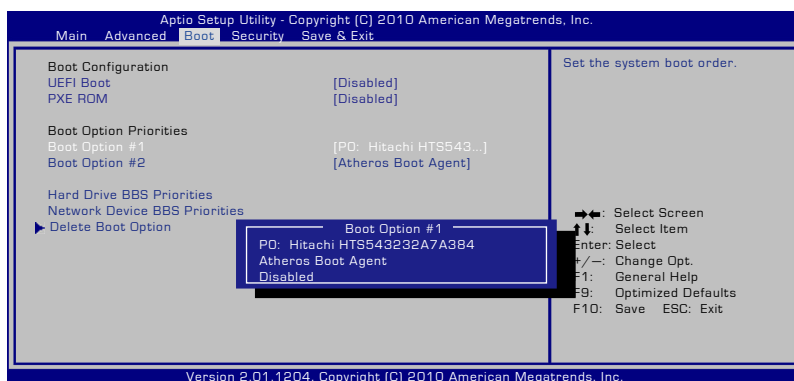 Aptio Setup Utility - Copyright (C) 2010 American Megatrends, Inc.
Main Advanced Boot Security Save & Exit
Boot Configuration
UEFI Boot [Disabled]
PXE ROM [Disabled]
Boot Option Priorities
Boot Option #1 [P0: Hitachi HTS543...]
Boot Option #2 [Atheros Boot Agent]
Hard Drive BBS Priorities
Network Device BBS Priorities
Delete Boot Option
Boot Option #1
P0: Hitachi HTS543232A7A384
Atheros Boot Agent
Disabled
Set the system boot order.
→←: Select Screen
↑↓: Select Item
Enter: Select
+/—: Change Opt.
F1: General Help
F9: Optimized Defaults
F10: Save ESC: Exit
Version 2.01.1204. Copyright (C) 2010 American Megatrends, Inc.